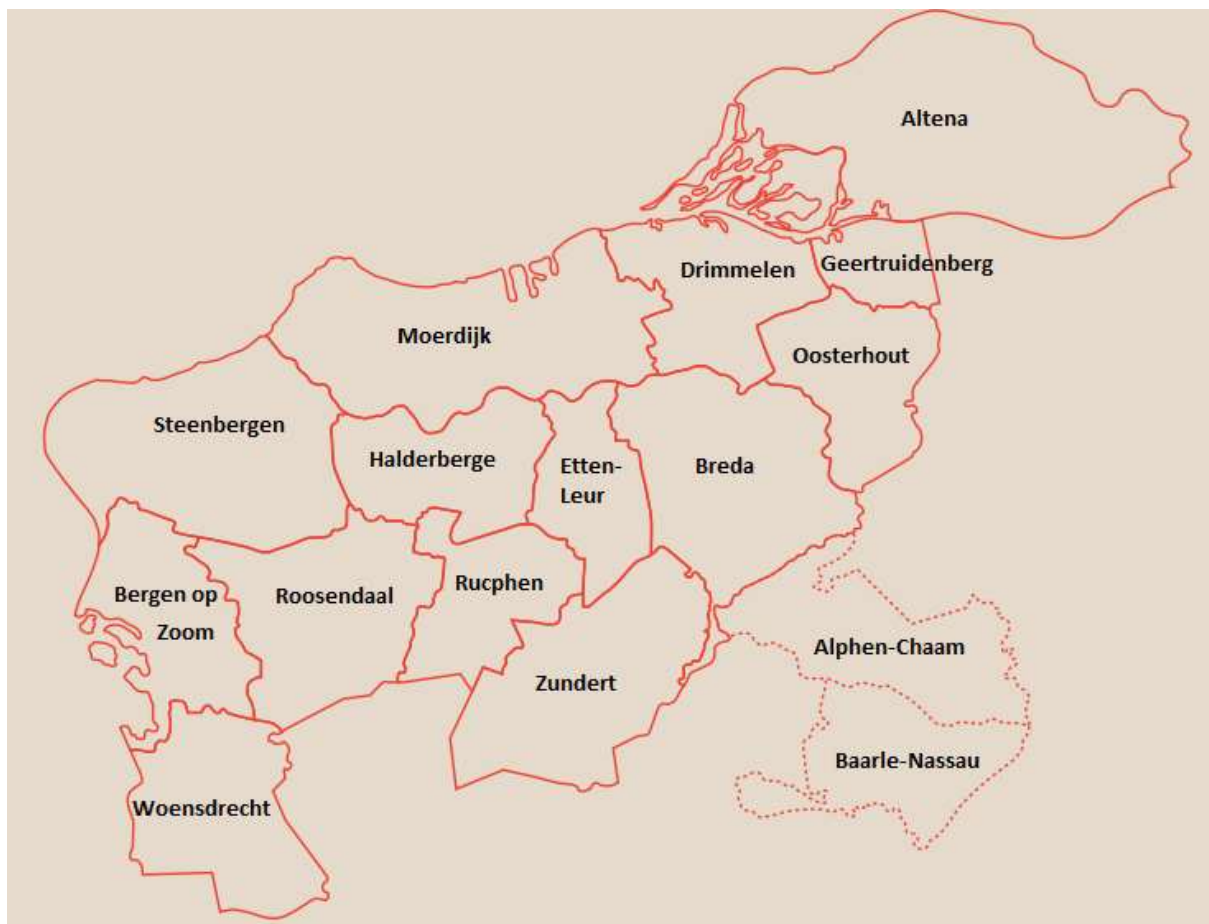 Altena
Drimmelen
Geertruidenberg
Moerdijk
Oosterhout
Steenbergen
Halderberge
Etten-
Leur
Breda
Bergen op
Zoom
Roosendaal
Rucphen
Zundert
Alphen-Chaam
Baarle-Nassau
Woensdrecht